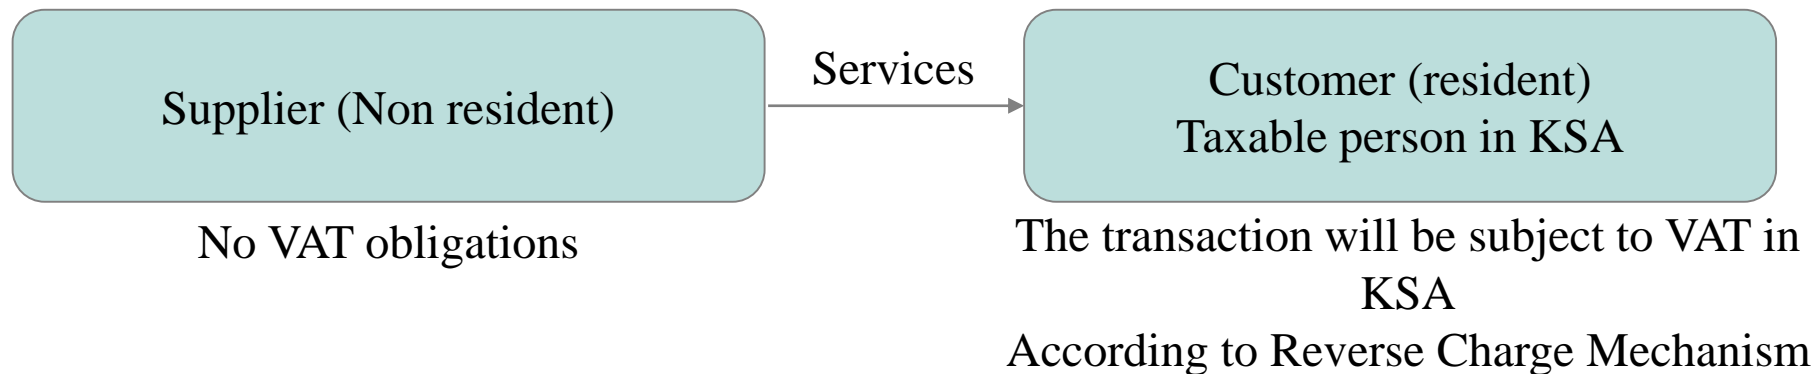 Supplier (Non resident)
Services
Customer (resident)
Taxable person in KSA
No VAT obligations
The transaction will be subject to VAT in
KSA
According to Reverse Charge Mechanism